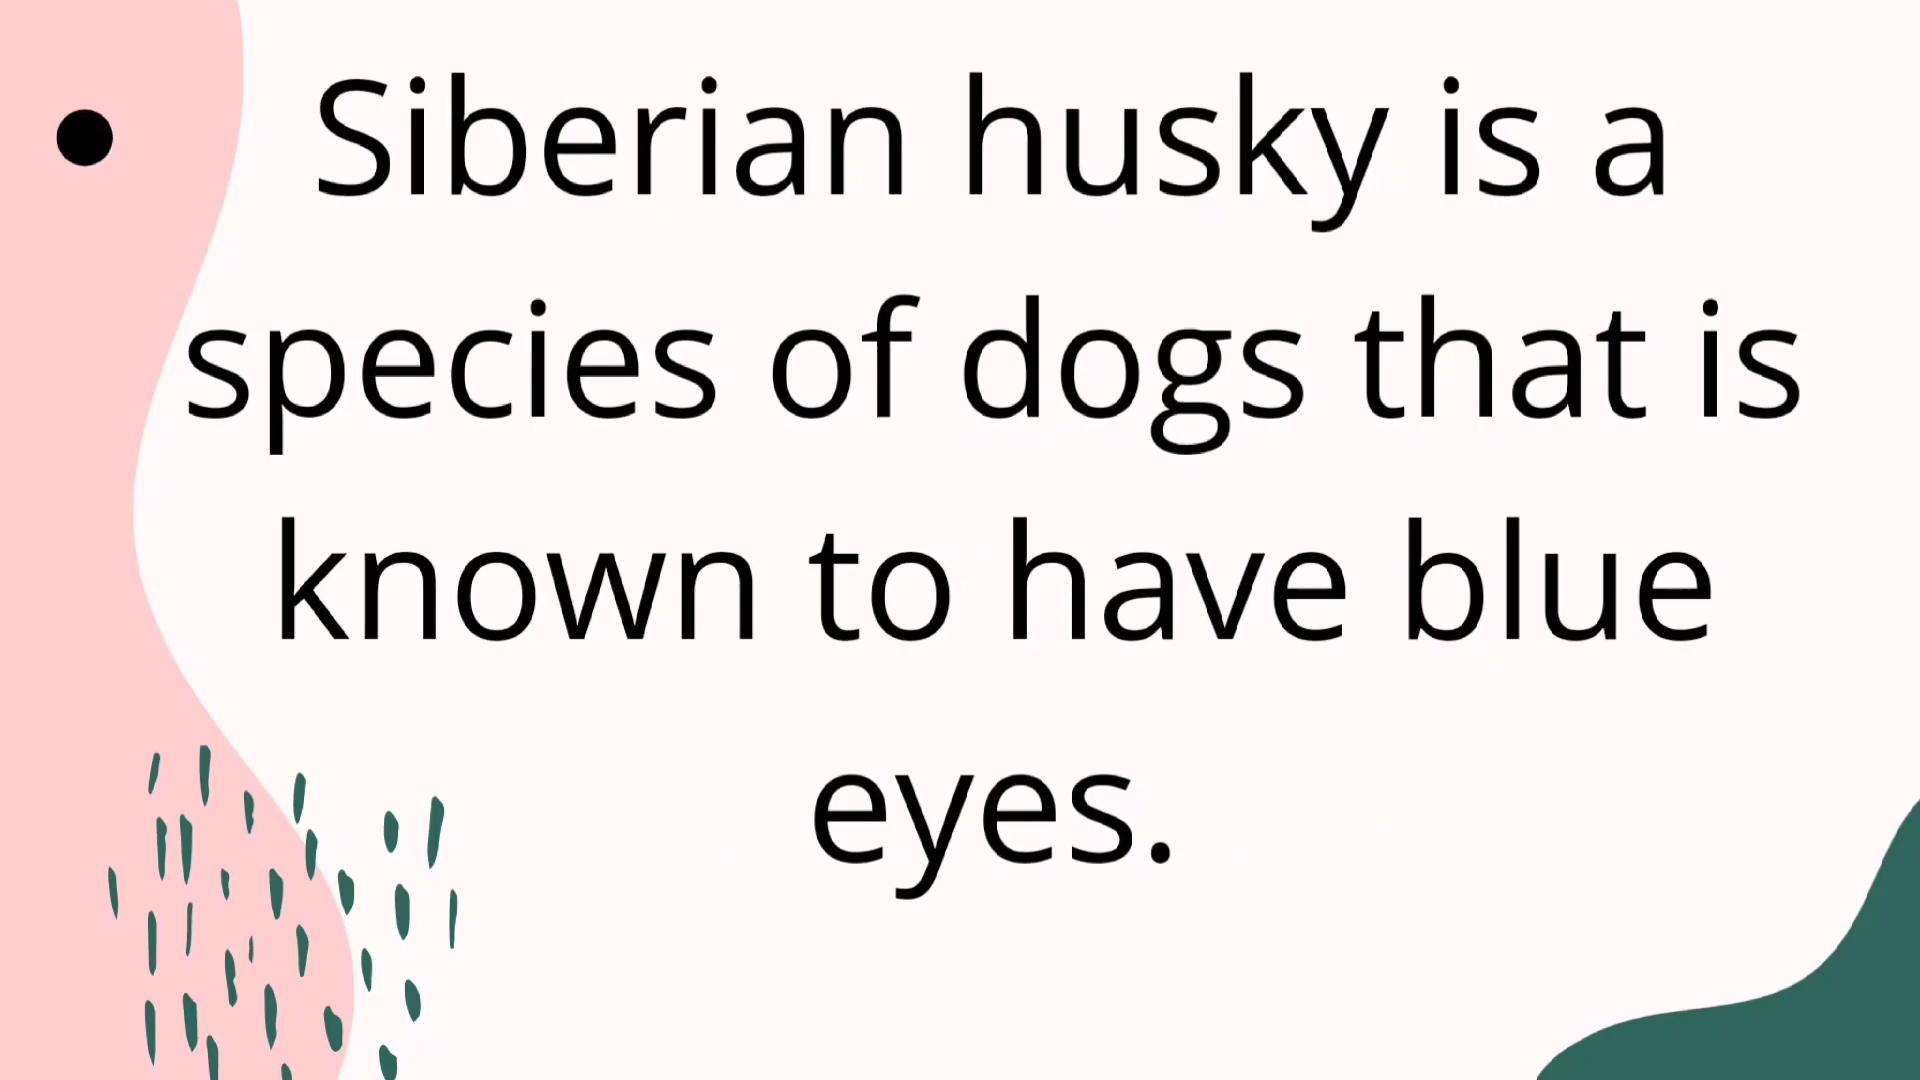 • Siberian husky is a
species of dogs that is
known to have blue
eyes.